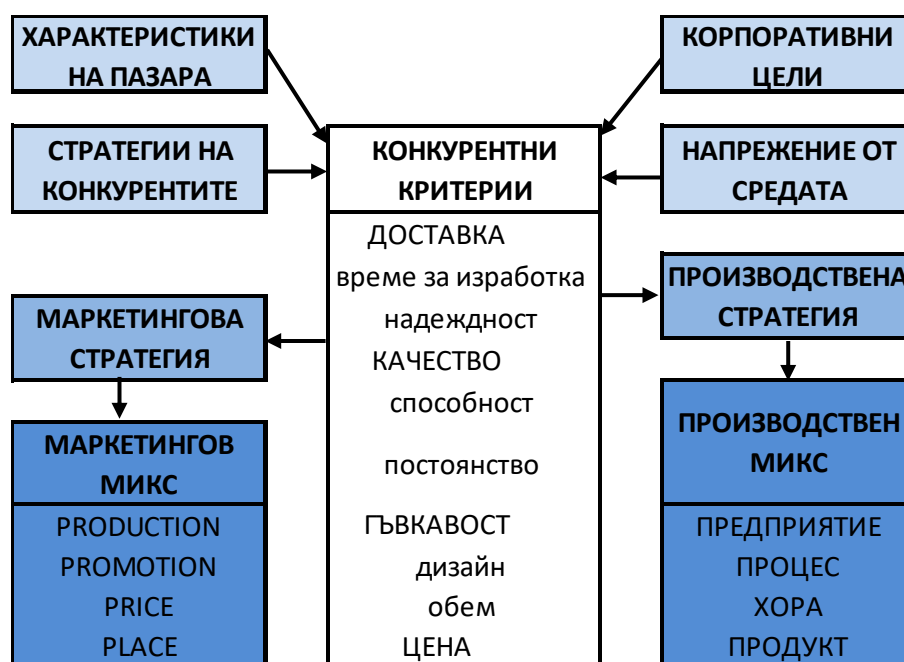 ХАРАКТЕРИСТИКИ
НА ПАЗАРА
КОРПОРАТИВНИ
ЦЕЛИ
СТРАТЕГИИ НА
КОНКУРЕНТИТЕ
КОНКУРЕНТНИ
КРИТЕРИИ
НАПРЕЖЕНИЕ ОТ
СРЕДАТА
ДОСТАВКА
време за изработка
надеждност
КАЧЕСТВО
способност
постоянство
ГЪВКАВОСТ
дизайн
обем
ЦЕНА
МАРКЕТИНГОВА
СТРАТЕГИЯ
МАРКЕТИНГОВ
МИКС
PRODUCTION
PROMOTION
PRICE
PLACE
ПРОИЗВОДСТВЕНА
СТРАТЕГИЯ
ПРОИЗВОДСТВЕН
МИКС
ПРЕДПРИЯТИЕ
ПРОЦЕС
ХОРА
ПРОДУКТ